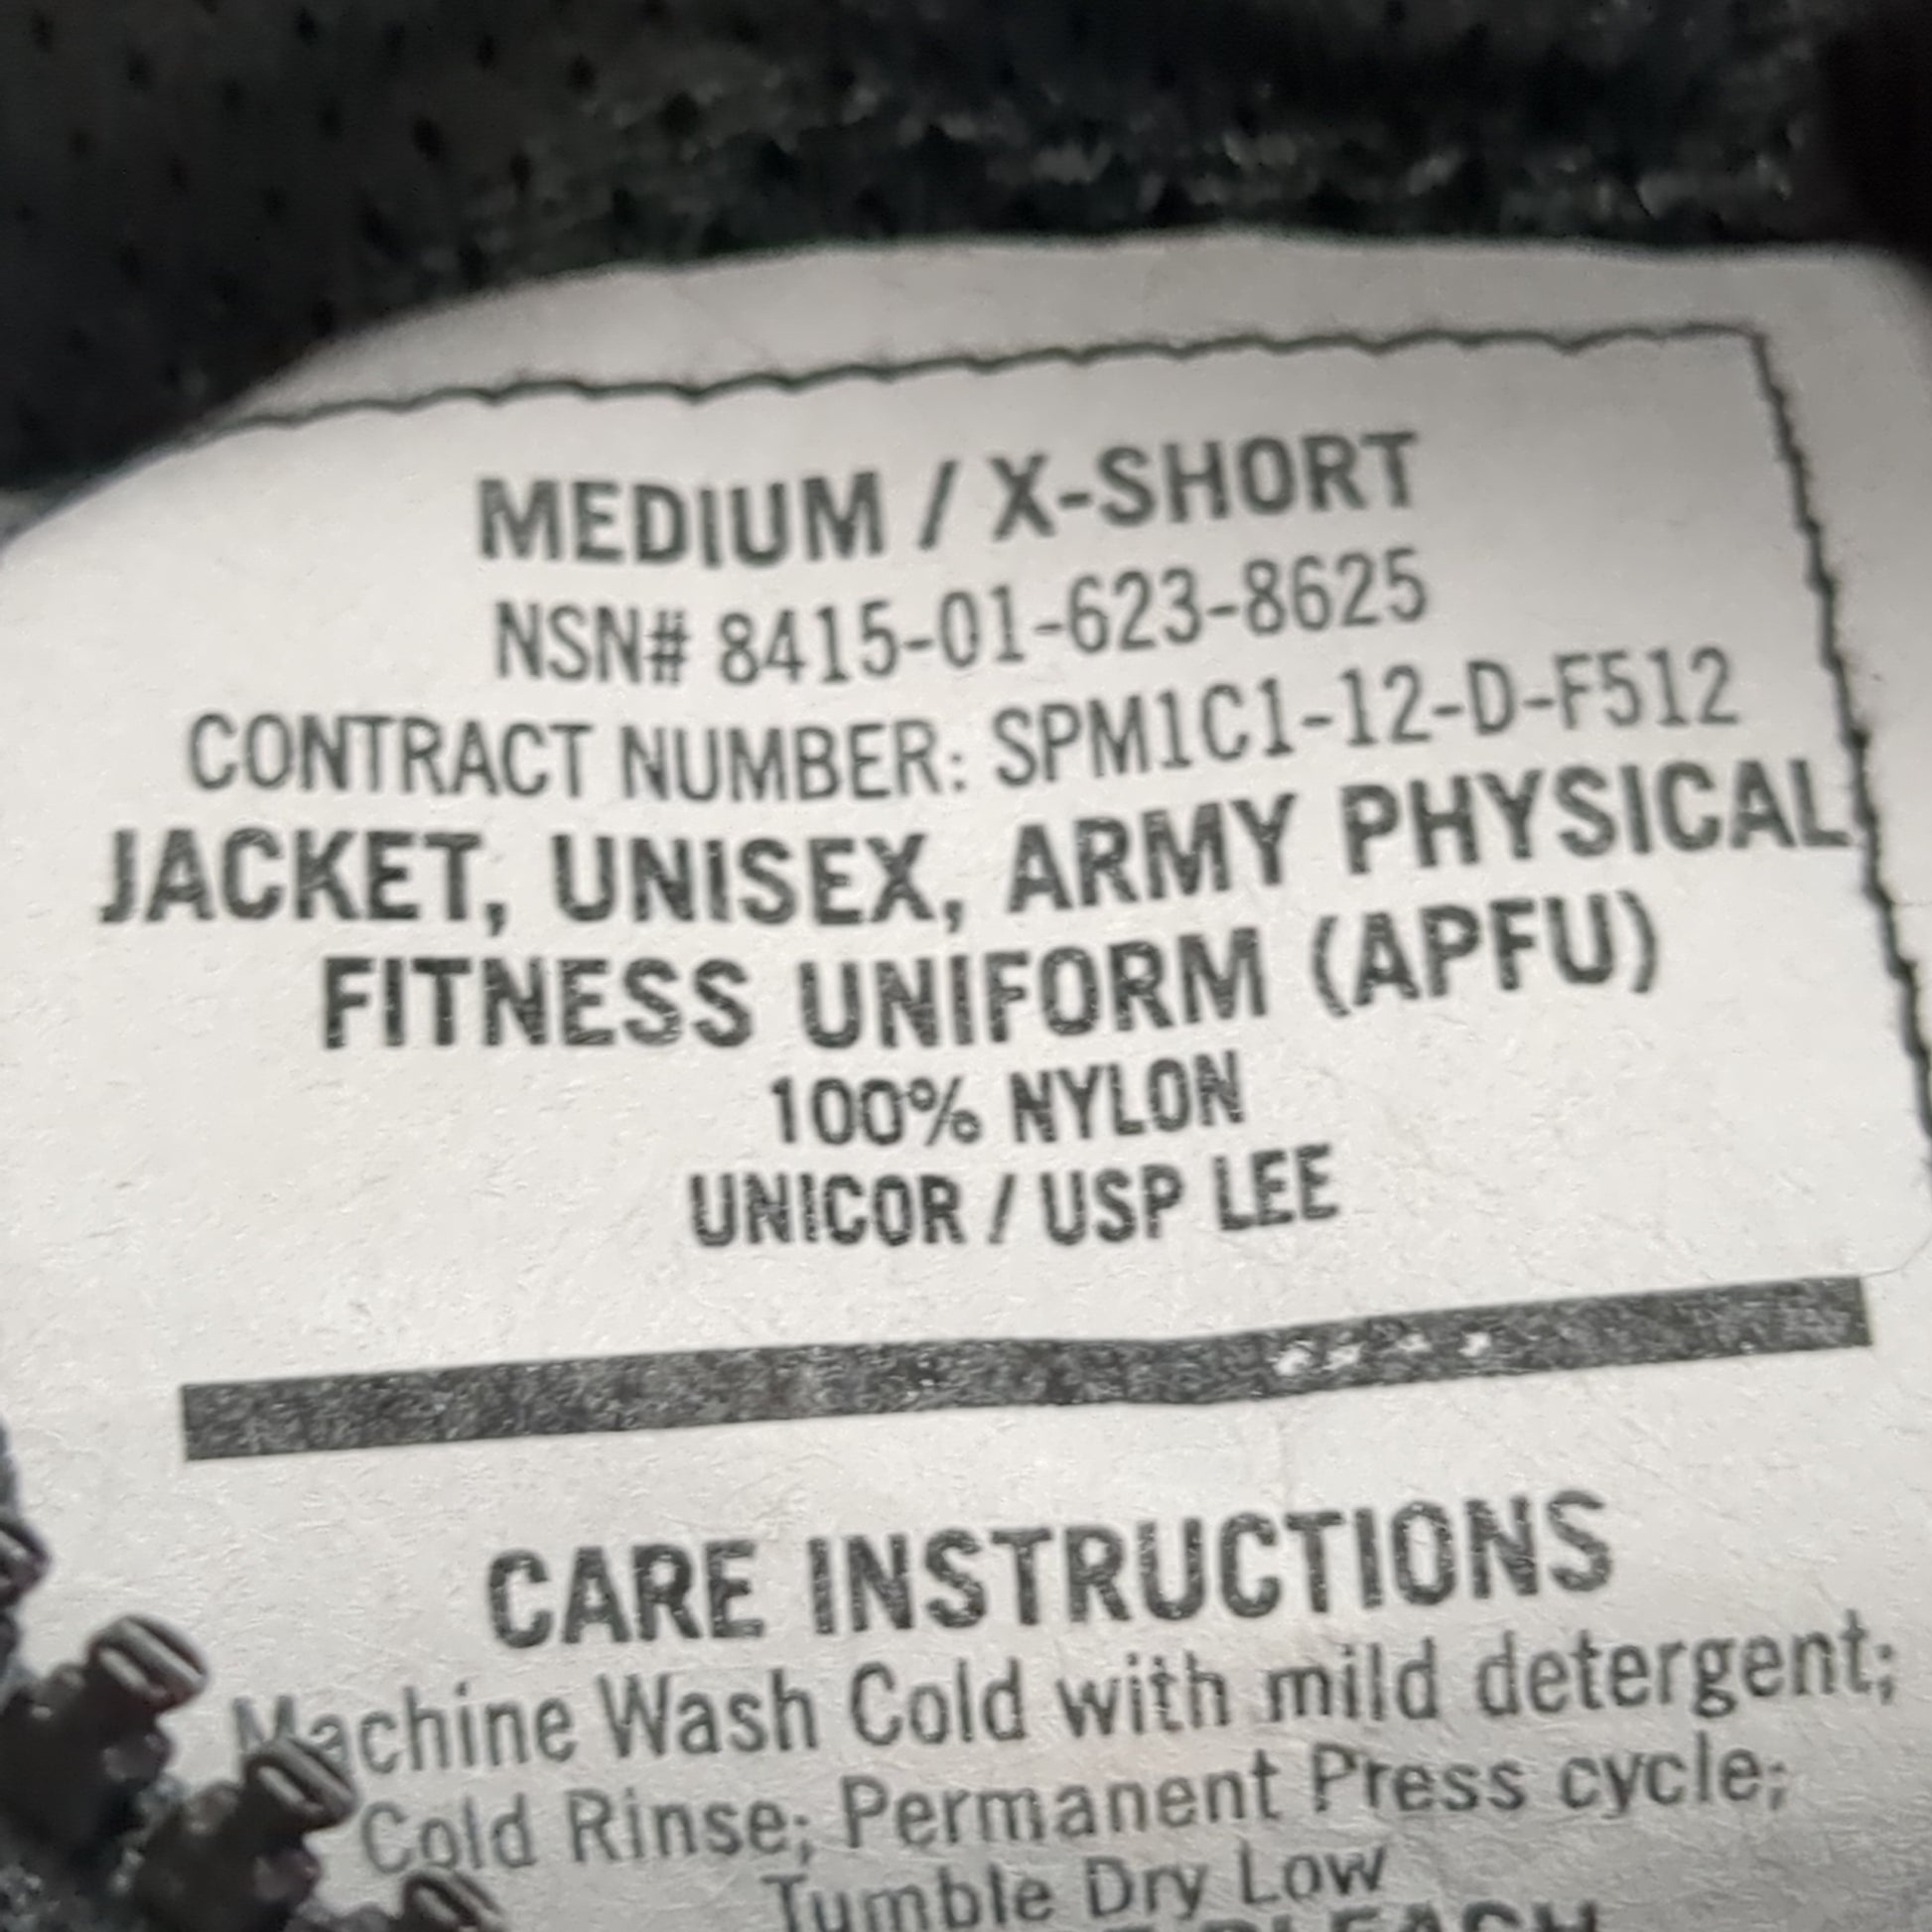 MEDIUM / X-SHORT
NSN# 8415-01-623-8625
CONTRACT NUMBER: SPM1C1-12-D-F512
JACKET, UNISEX, ARMY PHYSICAL
FITNESS UNIFORM (APFU)
100% NYLON
UNICOR / USP LEE
CARE INSTRUCTIONS
Machine Wash Cold with mild detergent;
Cold Rinse; Permanent Press cycle;
Tumble Dry Low
BLEACH